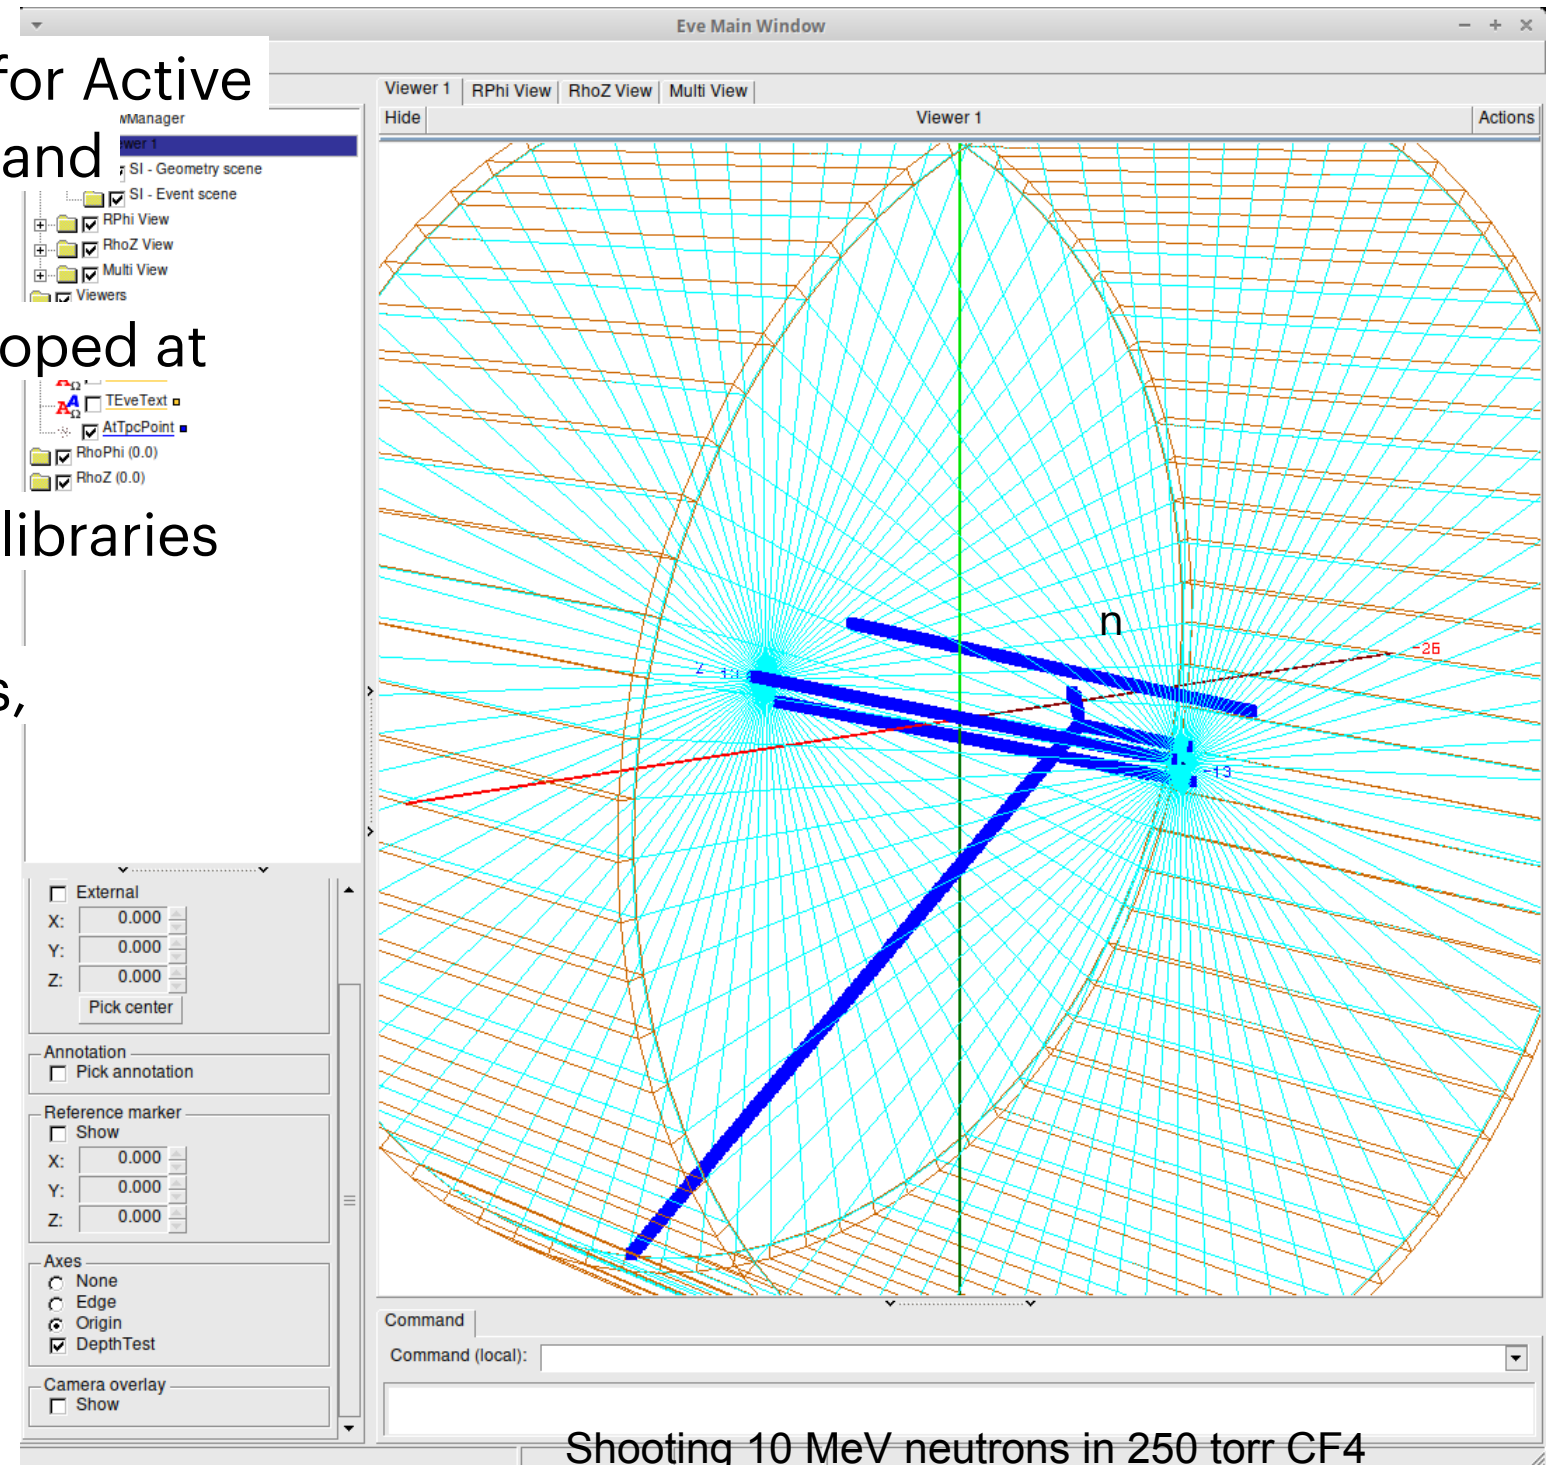 Eve Main Window
for Active
and
Viewer 1
RPhi View
RhoZ View
Multi View
Hide
Viewer 1
Actions
SI - Geometry scene
SI - Event scene
RPhi View
RhoZ View
Multi View
Viewers
oped at
TEveText
AtTpcPoint
RhoPhi (0.0)
RhoZ (0.0)
libraries
s,
n
-26
Z
-13
External
X: 0.000
Y: 0.000
Z: 0.000
Pick center
Annotation
Pick annotation
Reference marker
Show
X: 0.000
Y: 0.000
Z: 0.000
Axes
None
Edge
Origin
DepthTest
Camera overlay
Show
Command
Command (local):
Shooting 10 MeV neutrons in 250 torr CF4